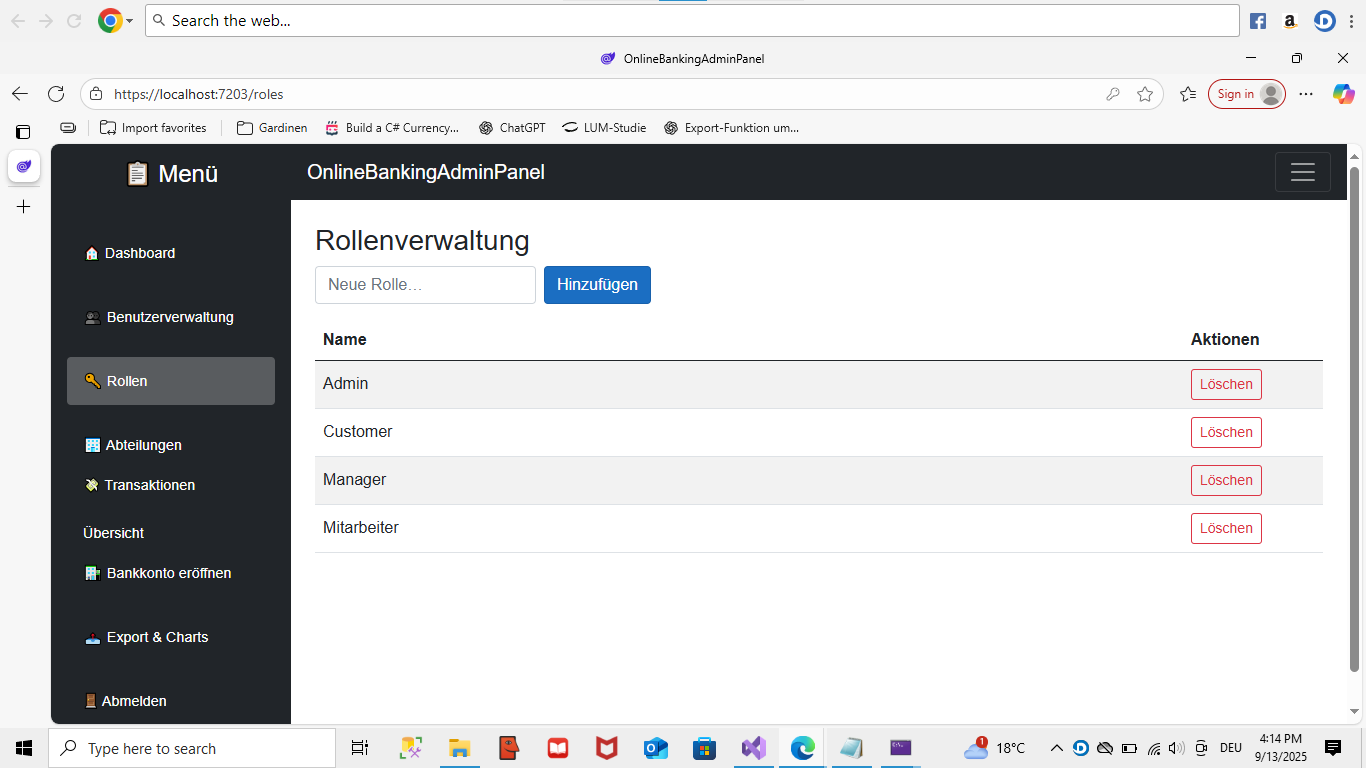 Search the web...
OnlineBankingAdminPanel
https://localhost:7203/roles
Sign in
Import favorites
Gardinen
Build a C# Currency...
ChatGPT
LUM-Studie
Export-Funktion um...
Menü
OnlineBankingAdminPanel
Dashboard
Benutzerverwaltung
Rollen
Abteilungen
Transaktionen
Übersicht
Bankkonto eröffnen
Export & Charts
Abmelden
Rollenverwaltung
Neue Rolle...
Hinzufügen
Name Aktionen
Admin Löschen
Customer Löschen
Manager Löschen
Mitarbeiter Löschen
Type here to search
1
18°C
DEU
4:14 PM
9/13/2025